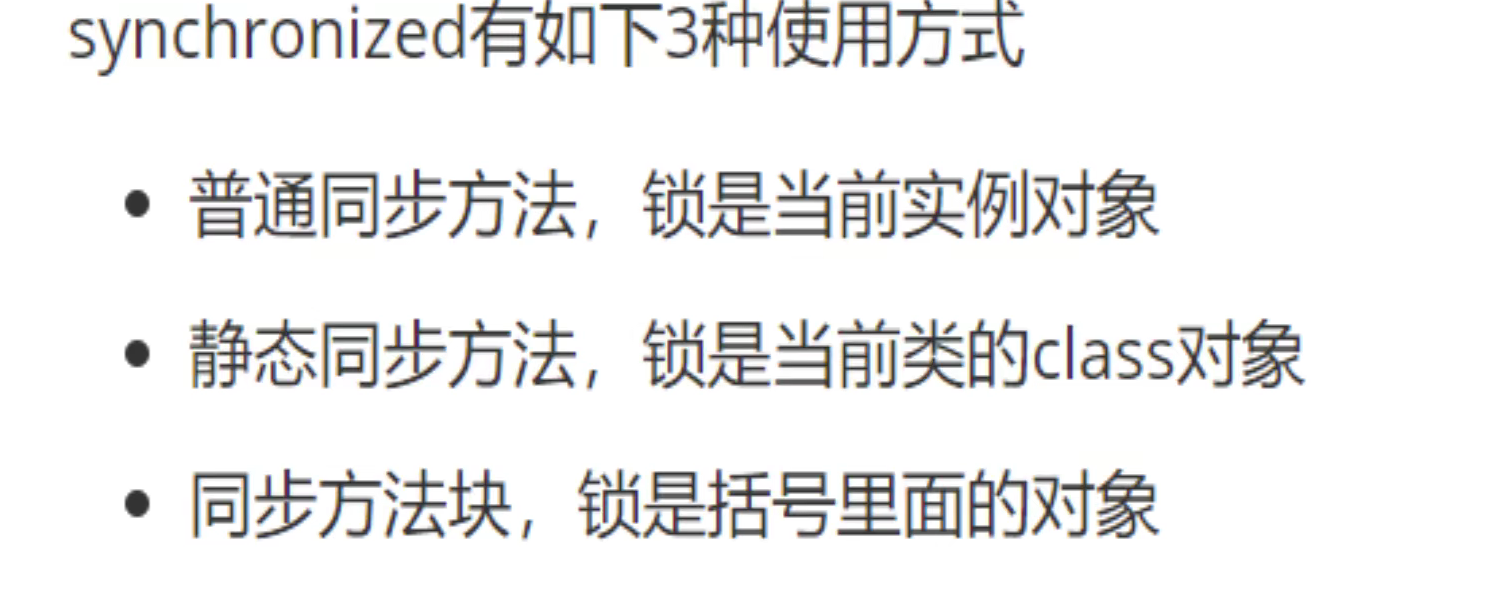 synchronized有如下3种使用方式
普通同步方法，锁是当前实例对象
静态同步方法，锁是当前类的class对象
同步方法块，锁是括号里面的对象